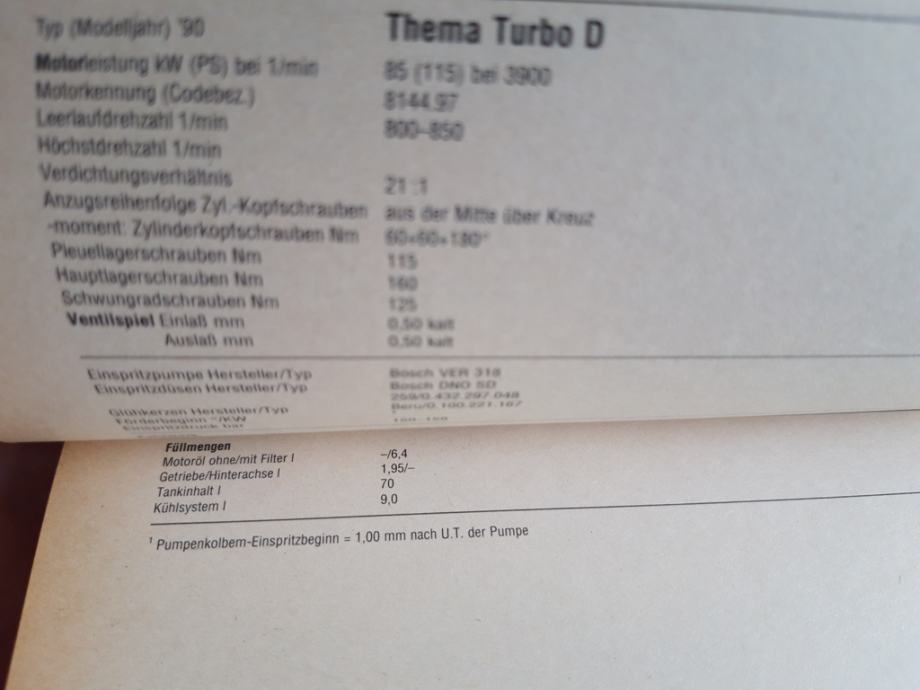 Typ (Modelljahr) '90 Thema Turbo D
Motorleistung kW (PS) bei 1/min 85 (115) bei 3900
Motorkennung (Codebez.) 8144.97
Leerlaufdrehzahl 1/min 800–850
Höchstdrehzahl 1/min
Verdichtungsverhältnis 21:1
Anzugsreihenfolge Zyl.-Kopfschrauben aus der Mitte über Kreuz
-moment: Zylinderkopfschrauben Nm 60+60+180°
Pleuellagerschrauben Nm 115
Hauptlagerschrauben Nm 160
Schwungradschrauben Nm 125
Ventilspiel Einlaß mm 0,50 kalt
Auslaß mm 0,50 kalt
Einspritzpumpe Hersteller/Typ Bosch VER 318
Einspritzdüsen Hersteller/Typ Bosch DNO SD
Glühkerzen Hersteller/Typ
Förderbeginn
Einspritzdruck bar
Füllmengen
Motoröl ohne/mit Filter l –/6,4
Getriebe/Hinterachse l 1,95/–
Tankinhalt l 70
Kühlsystem l 9,0
¹ Pumpenkolbem-Einspritzbeginn = 1,00 mm nach U.T. der Pumpe